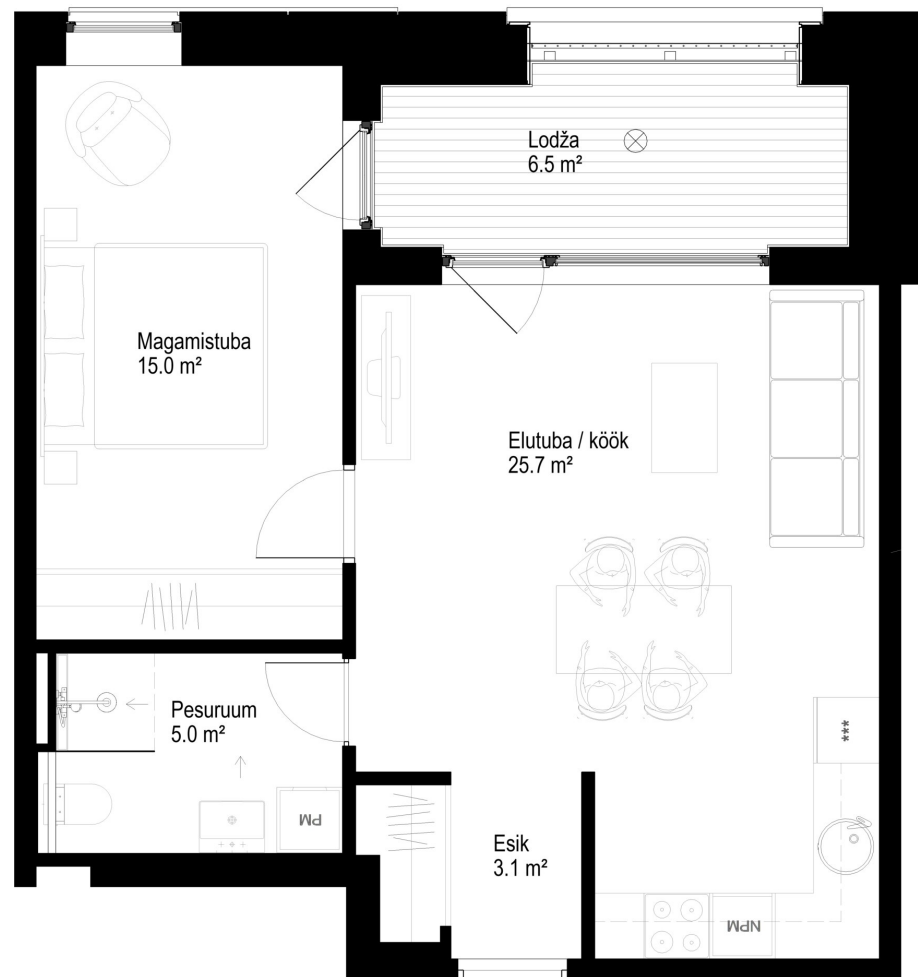 Lodža
6.5 m²
Magamistuba
15.0 m²
Elutuba / köök
25.7 m²
Pesuruum
5.0 m²
***
PM
Esik
3.1 m²
NPM